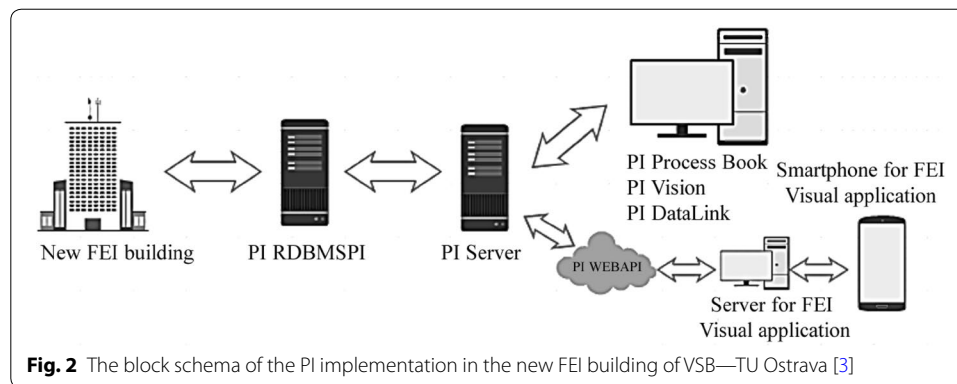 PI Process Book
PI Vision
PI DataLink
Smartphone for FEI
Visual application
New FEI building
PI RDBMSPI
PI Server
PI WEBAPI
Server for FEI
Visual application
Fig. 2 The block schema of the PI implementation in the new FEI building of VSB—TU Ostrava [3]